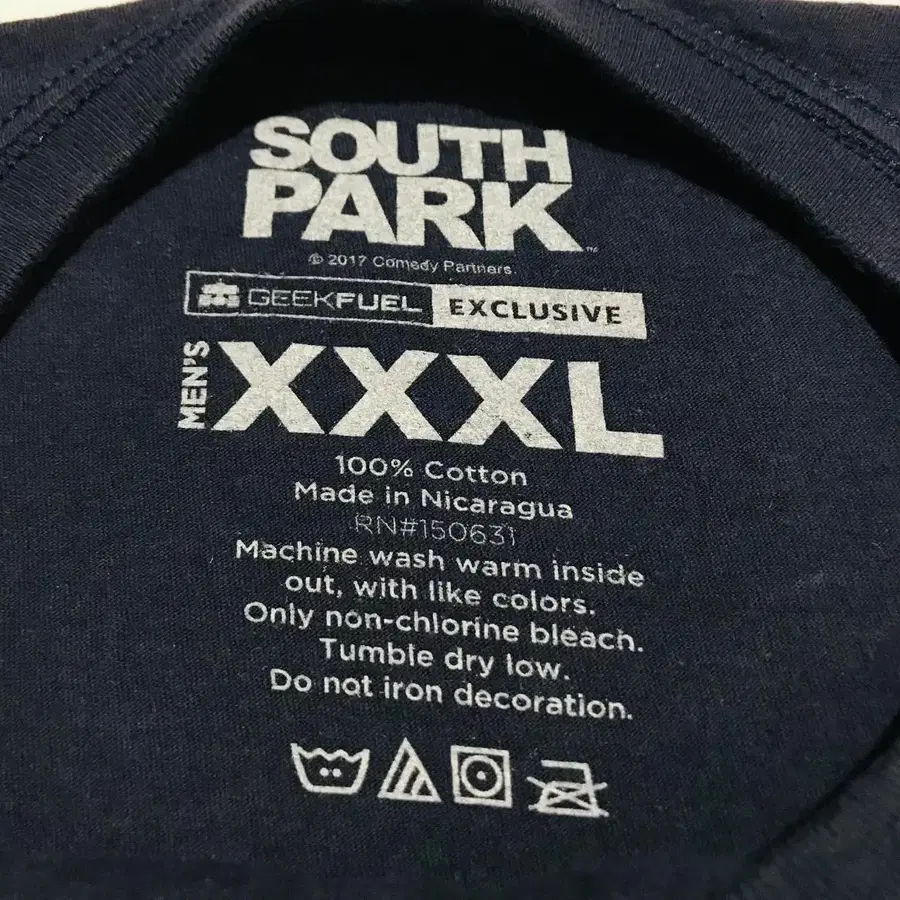 SOUTH
PARK™
© 2017 Comedy Partners.
GEEKFUEL EXCLUSIVE
MEN'S XXXL
100% Cotton
Made in Nicaragua
RN#150631
Machine wash warm inside
out, with like colors.
Only non-chlorine bleach.
Tumble dry low.
Do not iron decoration.